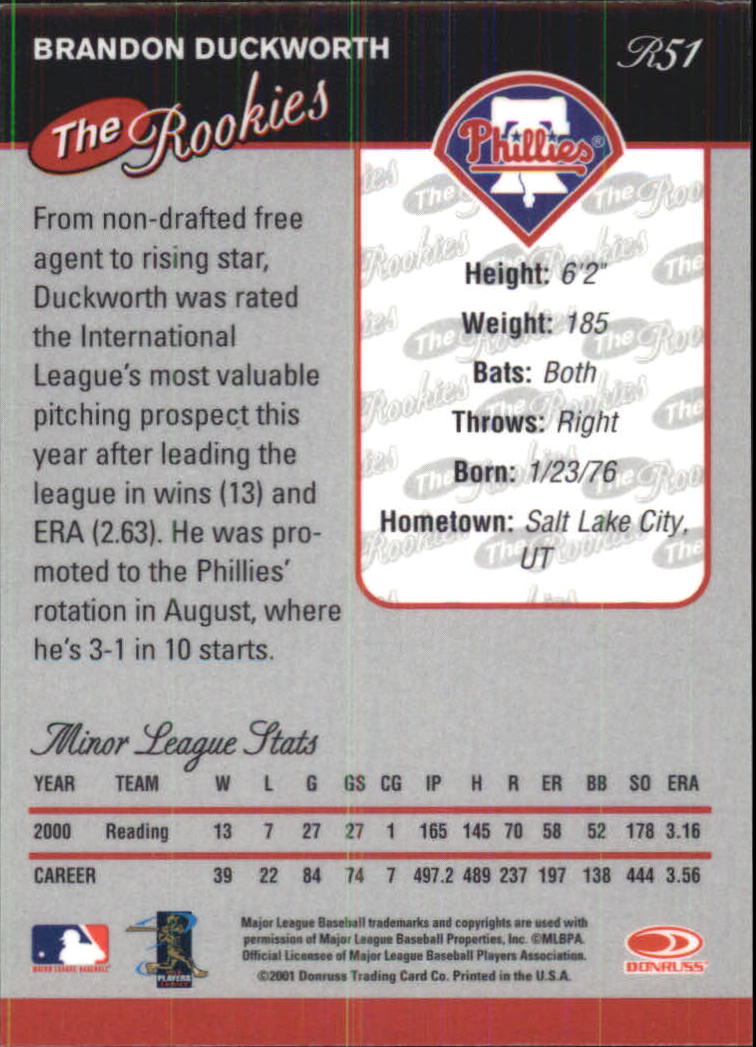 BRANDON DUCKWORTH
R51
The Rookies
Phillies®
From non-drafted free
agent to rising star,
Duckworth was rated
the International
League's most valuable
pitching prospect this
year after leading the
league in wins (13) and
ERA (2.63). He was pro-
moted to the Phillies'
rotation in August, where
he's 3-1 in 10 starts.
Height: 6'2"
Weight: 185
Bats: Both
Throws: Right
Born: 1/23/76
Hometown: Salt Lake City,
UT
Minor League Stats
YEAR TEAM W L G GS CG IP H R ER BB SO ERA
2000 Reading 13 7 27 27 1 165 145 70 58 52 178 3.16
CAREER 39 22 84 74 7 497.2 489 237 197 138 444 3.56
MAJOR LEAGUE BASEBALL
PLAYERS
CHOICE
Major League Baseball trademarks and copyrights are used with
permission of Major League Baseball Properties, Inc. ©MLBPA.
Official Licensee of Major League Baseball Players Association.
©2001 Donruss Trading Card Co. Printed in the U.S.A.
DONRUSS